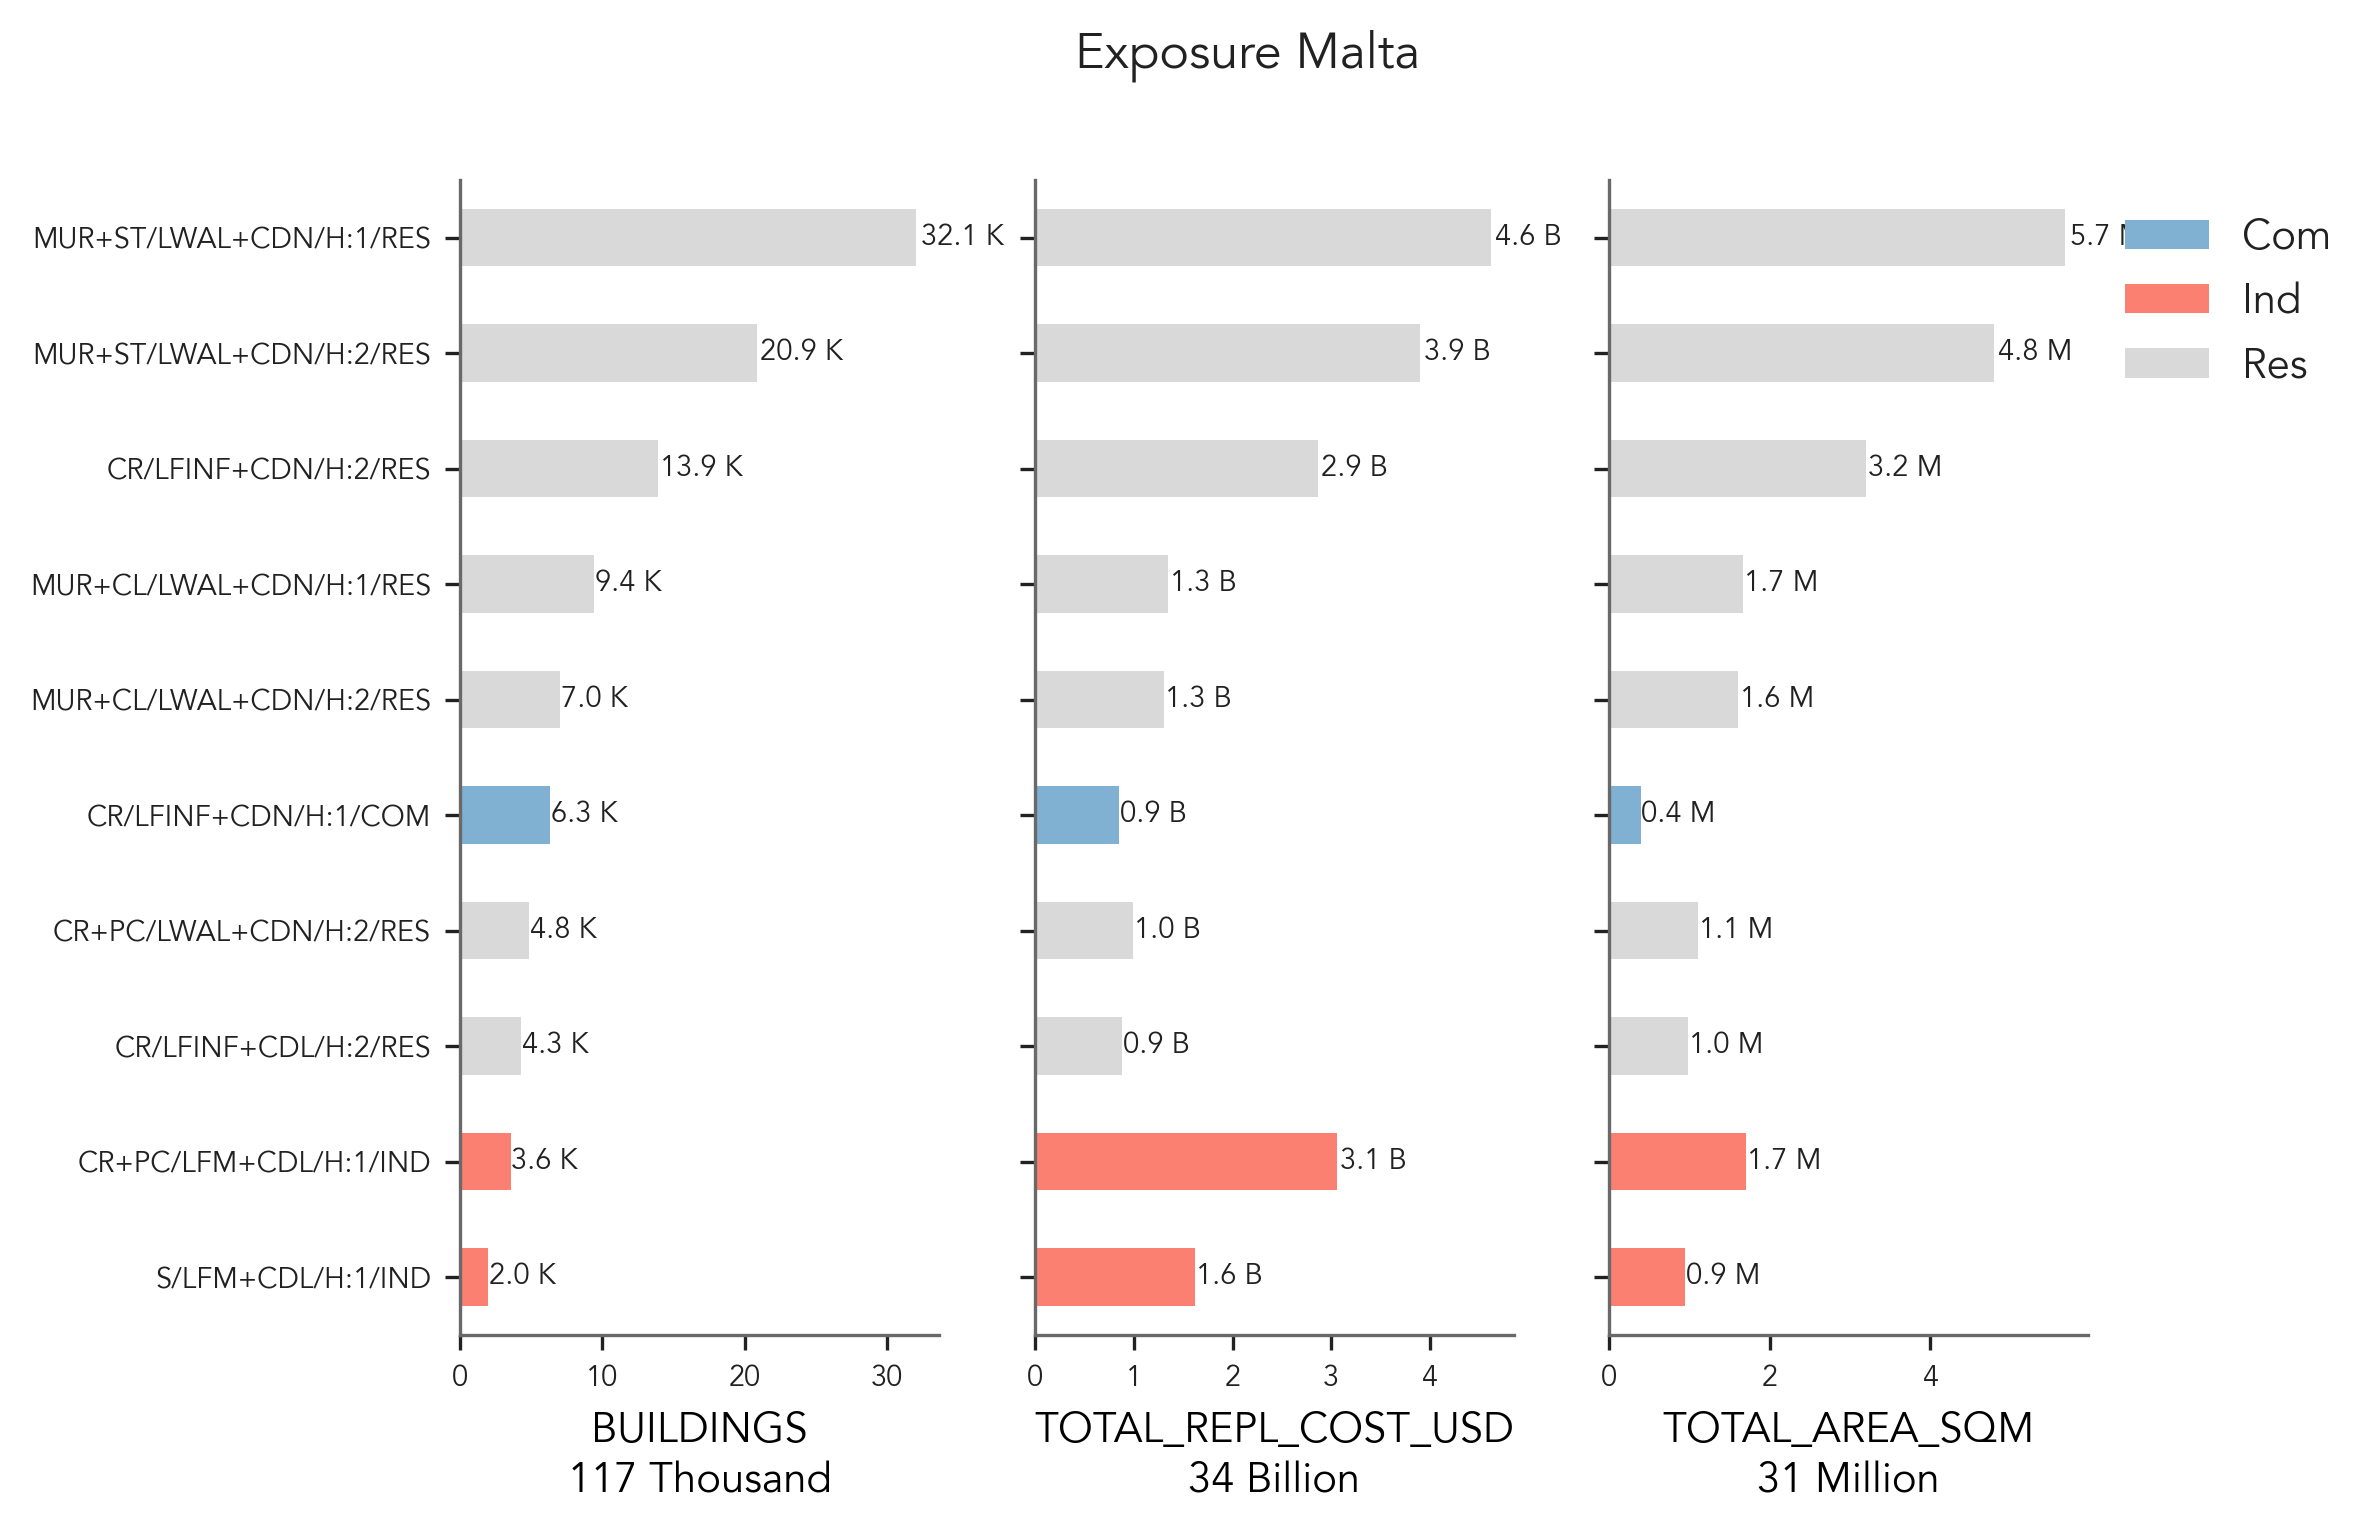 Exposure Malta
MUR+ST/LWAL+CDN/H:1/RES
MUR+ST/LWAL+CDN/H:2/RES
CR/LFINF+CDN/H:2/RES
MUR+CL/LWAL+CDN/H:1/RES
MUR+CL/LWAL+CDN/H:2/RES
CR/LFINF+CDN/H:1/COM
CR+PC/LWAL+CDN/H:2/RES
CR/LFINF+CDL/H:2/RES
CR+PC/LFM+CDL/H:1/IND
S/LFM+CDL/H:1/IND
32.1 K
20.9 K
13.9 K
9.4 K
7.0 K
6.3 K
4.8 K
4.3 K
3.6 K
2.0 K
0 10 20 30
BUILDINGS
117 Thousand
4.6 B
3.9 B
2.9 B
1.3 B
1.3 B
0.9 B
1.0 B
0.9 B
3.1 B
1.6 B
0 1 2 3 4
TOTAL_REPL_COST_USD
34 Billion
5.7
4.8 M
3.2 M
1.7 M
1.6 M
0.4 M
1.1 M
1.0 M
1.7 M
0.9 M
0 2 4
TOTAL_AREA_SQM
31 Million
Com
Ind
Res